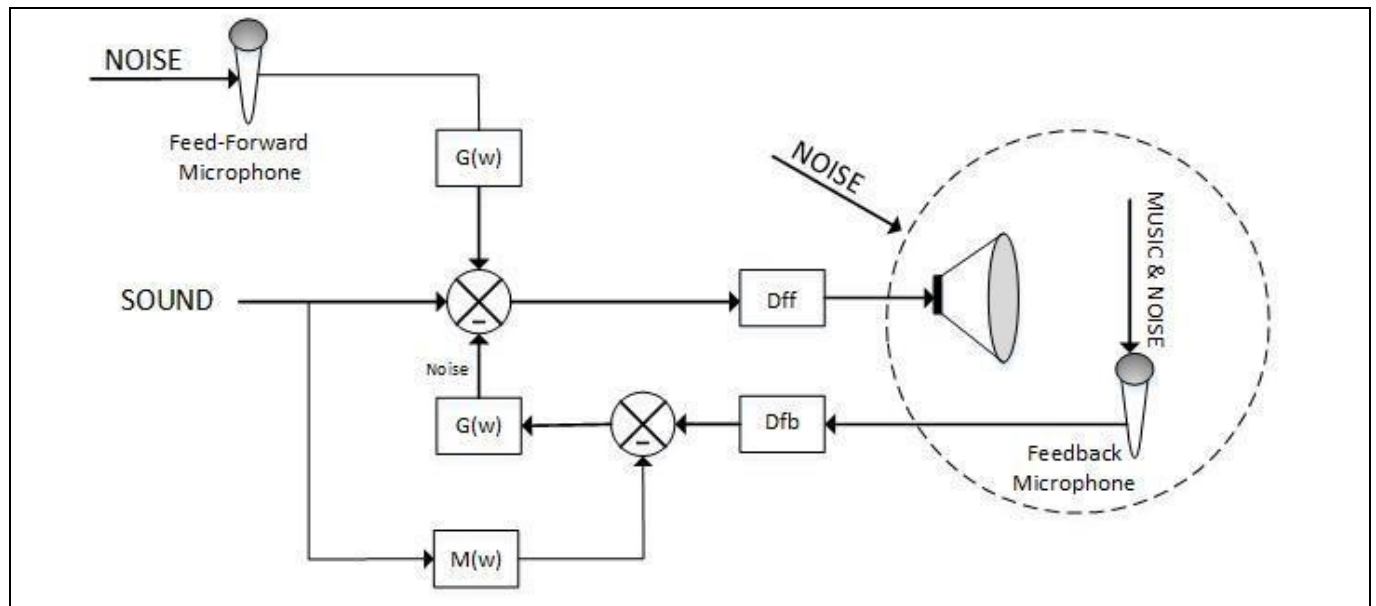 NOISE
Feed-Forward
Microphone
G(w)
NOISE
MUSIC & NOISE
SOUND
Dff
Noise
G(w)
Dfb
Feedback
Microphone
M(w)